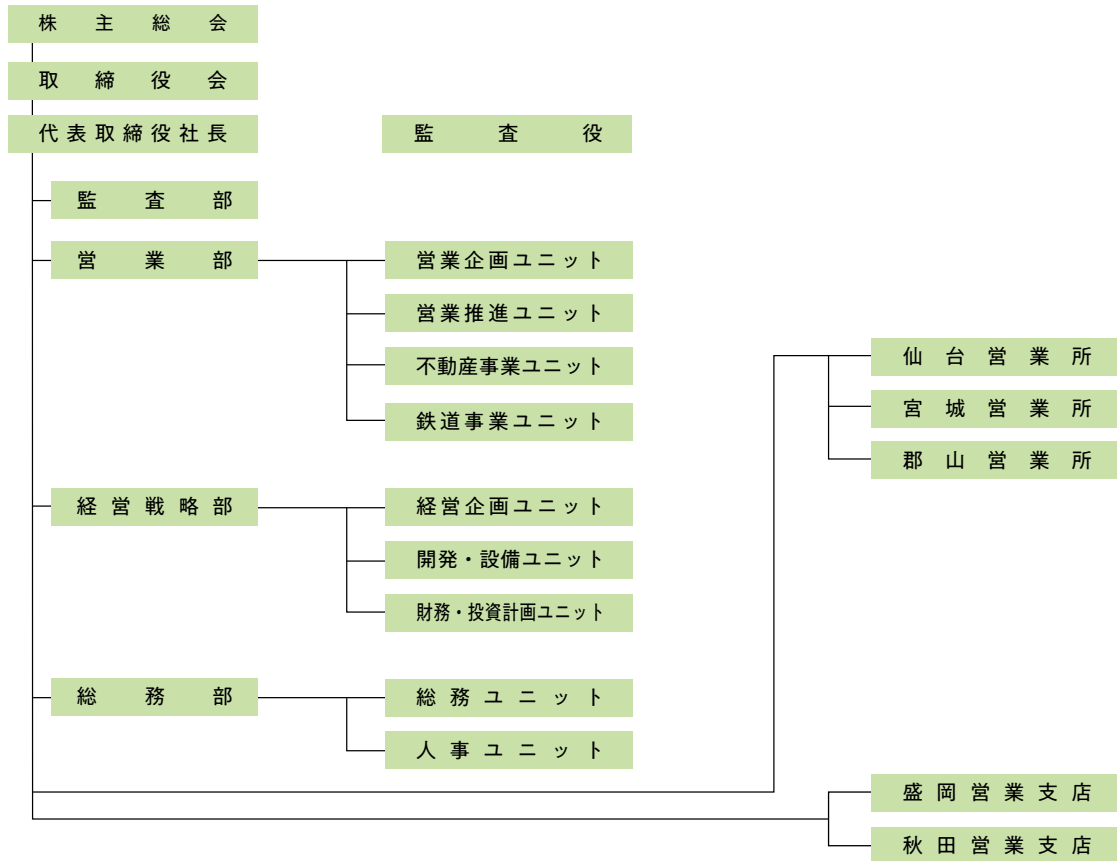 株主総会
取締役会
代表取締役社長
監査役
監査部
営業部
営業企画ユニット
営業推進ユニット
不動産事業ユニット
鉄道事業ユニット
仙台営業所
宮城営業所
郡山営業所
経営戦略部
経営企画ユニット
開発・設備ユニット
財務・投資計画ユニット
総務部
総務ユニット
人事ユニット
盛岡営業支店
秋田営業支店